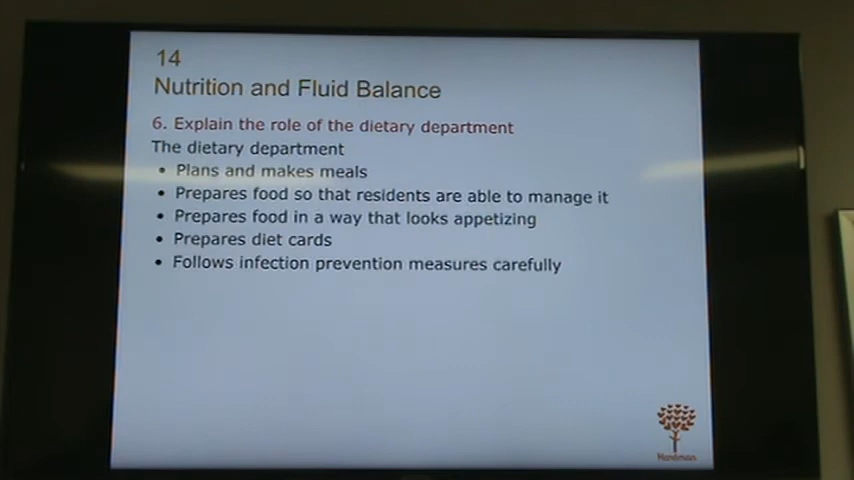 14
Nutrition and Fluid Balance
6. Explain the role of the dietary department
The dietary department
• Plans and makes meals
• Prepares food so that residents are able to manage it
• Prepares food in a way that looks appetizing
• Prepares diet cards
• Follows infection prevention measures carefully
Hartman